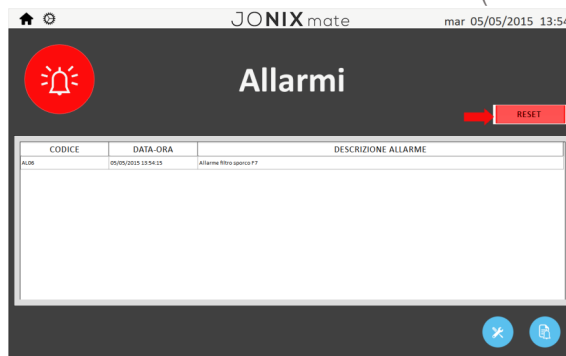 JONIX mate mar 05/05/2015 13:54
Allarmi
RESET
CODICE DATA-ORA DESCRIZIONE ALLARME
AL06 05/05/2015 13:54:15 Allarme filtro sporco F7